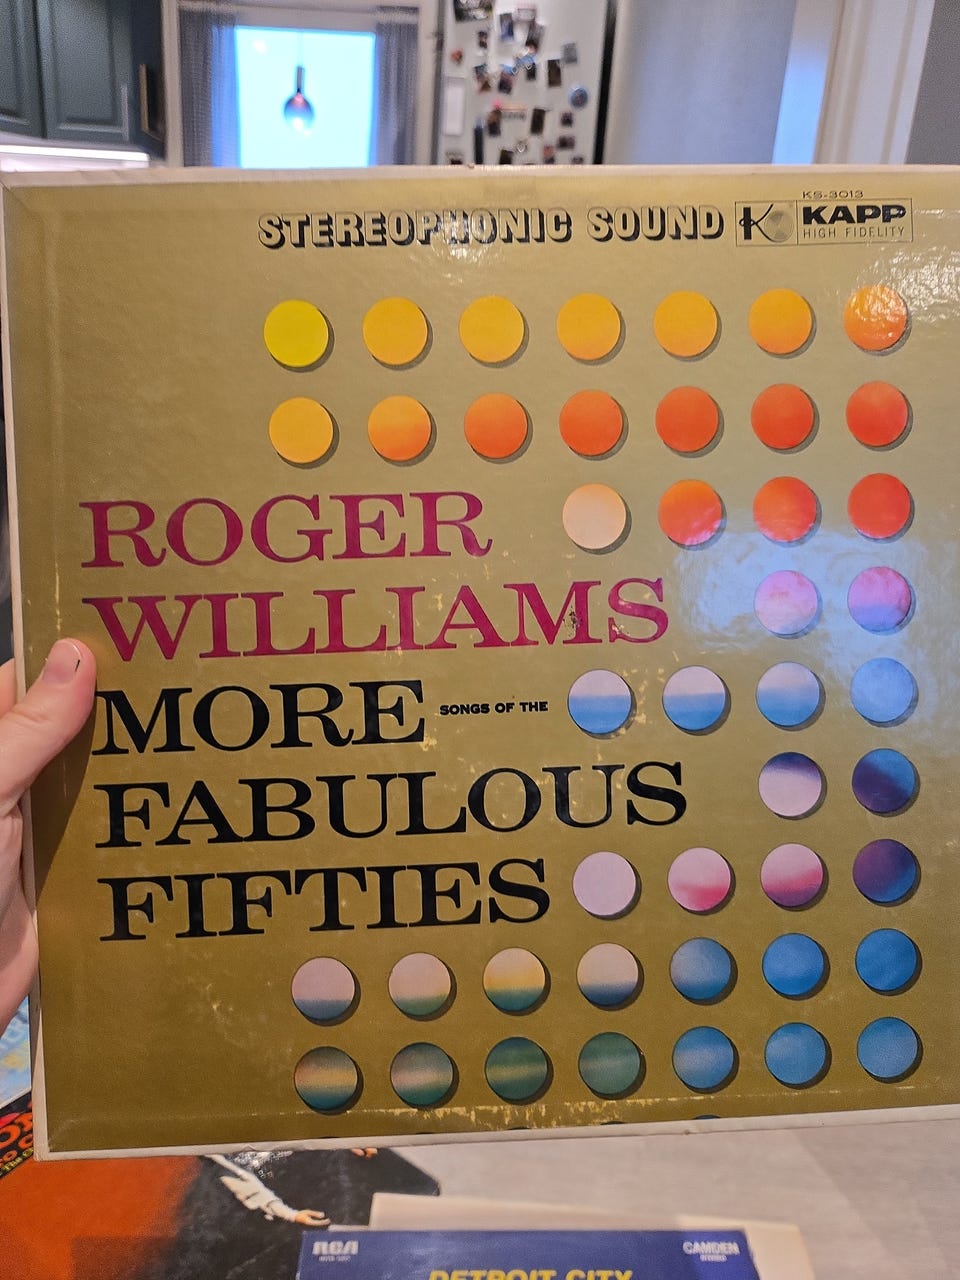 KS-3013
STEREOPHONIC SOUND
KAPP
HIGH FIDELITY
ROGER
WILLIAMS
MORE SONGS OF THE
FABULOUS
FIFTIES
RCA
CAMDEN
STEREO
DETROIT CITY